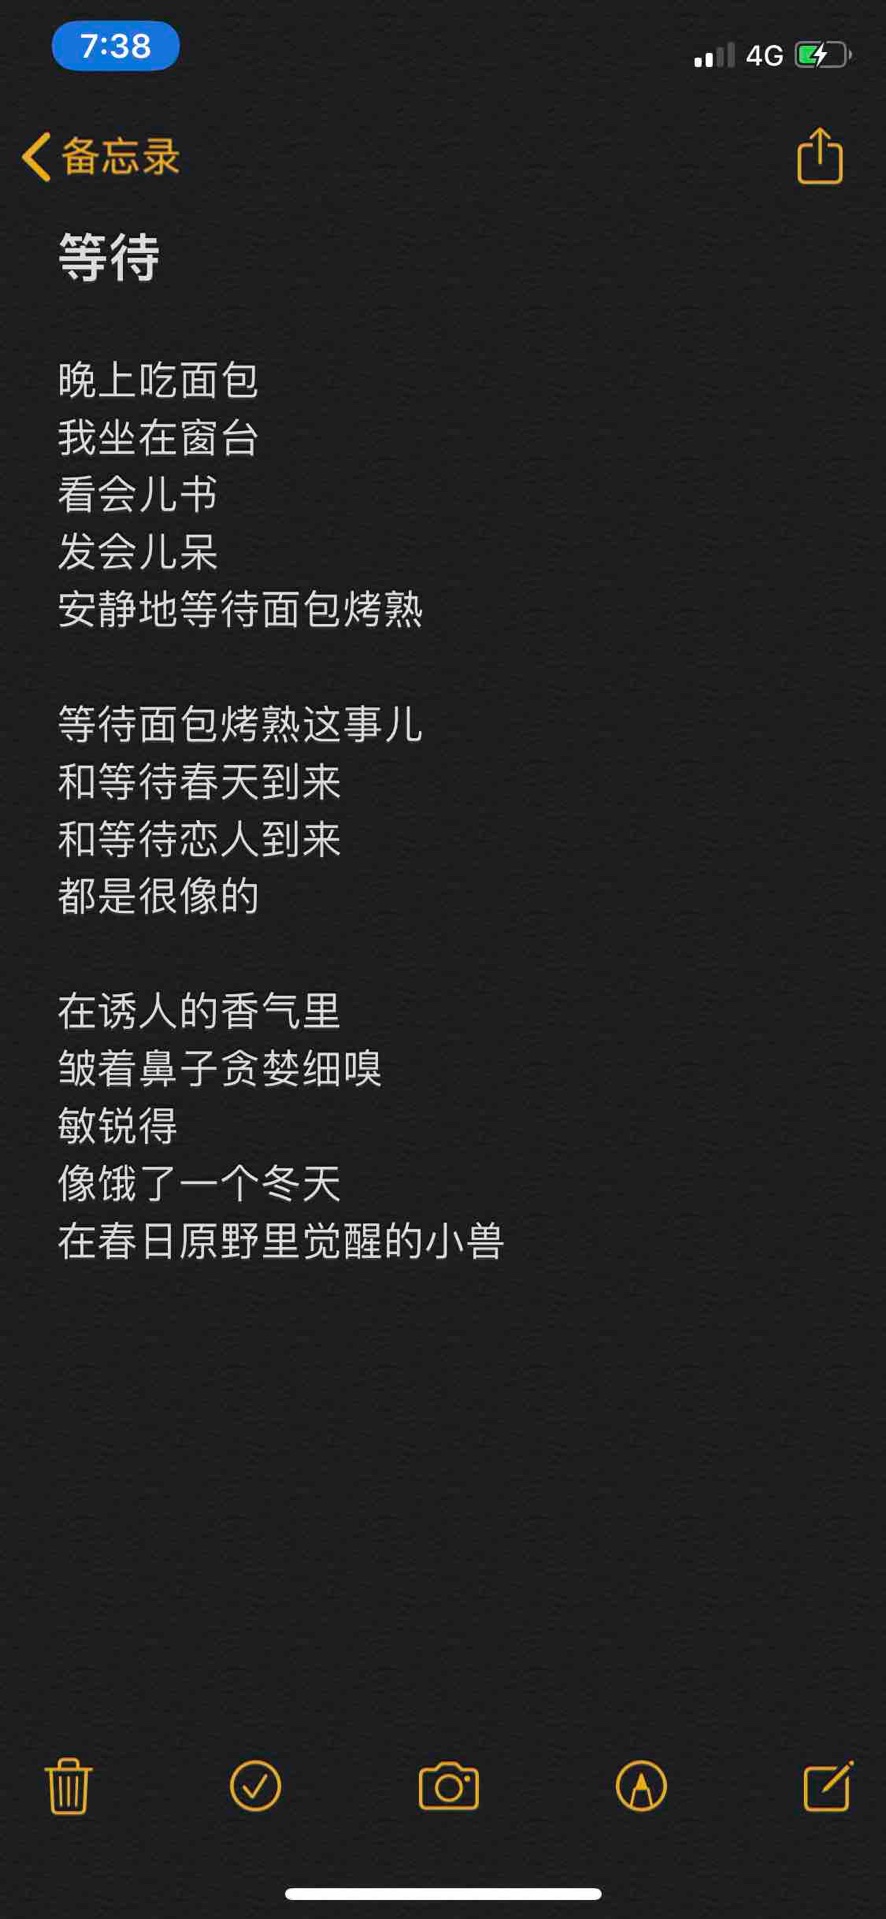 7:38
4G
备忘录
等待
晚上吃面包
我坐在窗台
看会儿书
发会儿呆
安静地等待面包烤熟
等待面包烤熟这事儿
和等待春天到来
和等待恋人到来
都是很像的
在诱人的香气里
皱着鼻子贪婪细嗅
敏锐得
像饿了一个冬天
在春日原野里觉醒的小兽